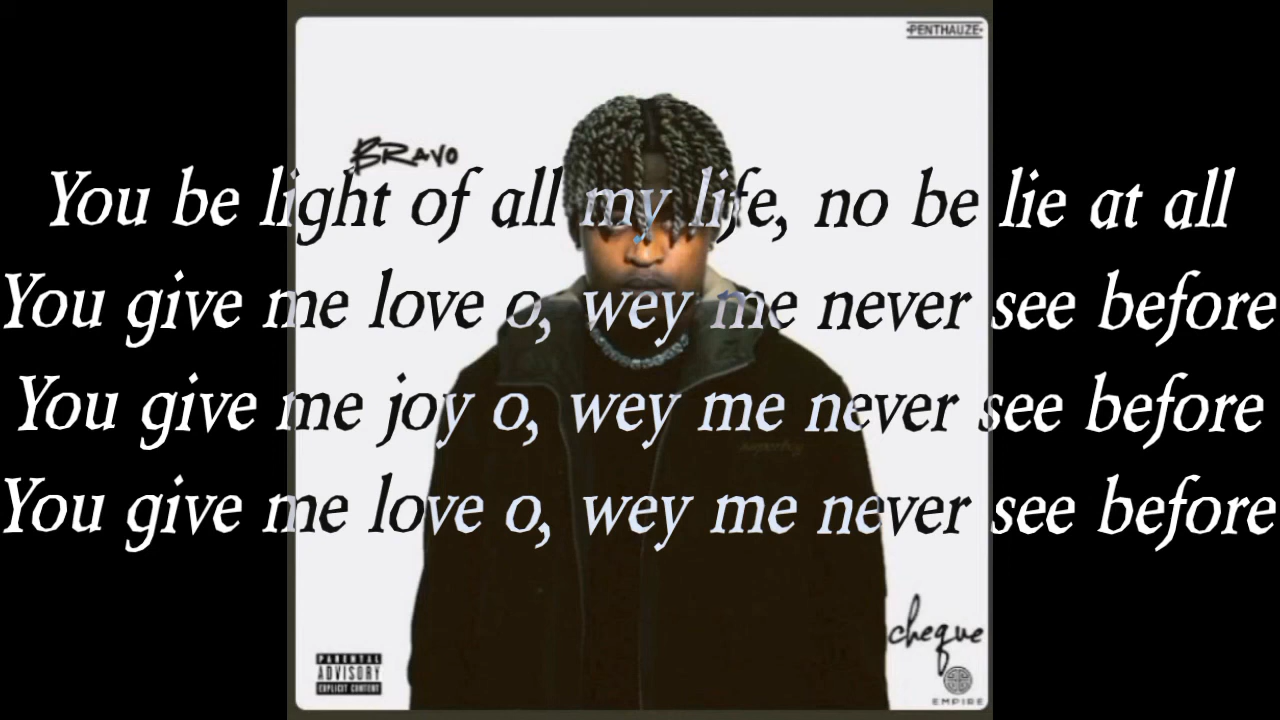 PENTHAUZE
BRAVO
You be light of all my life, no be lie at all
You give me love o, wey me never see before
You give me joy o, wey me never see before
You give me love o, wey me never see before
cheque
PARENTAL
ADVISORY
EXPLICIT CONTENT
EMPIRE